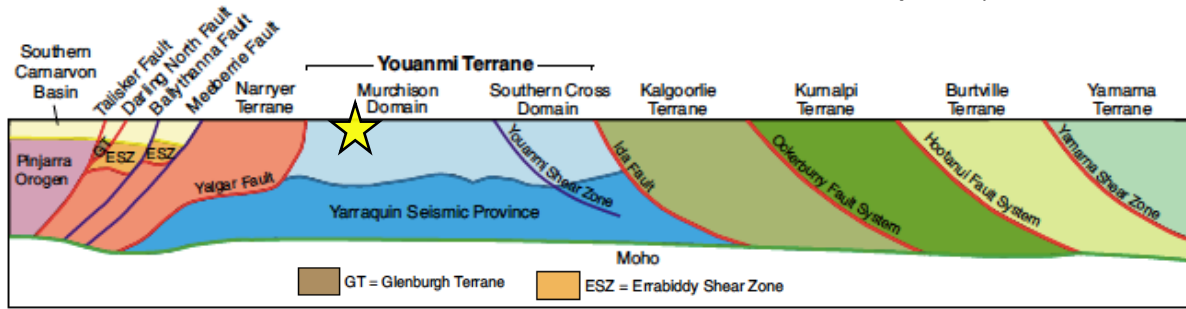 Southern
Carnarvon
Basin
Talisker Fault
Darling North Fault
Ballythanna Fault
Meeberrie Fault
Narryer
Terrane
Youanmi Terrane
Murchison
Domain
Southern Cross
Domain
Kalgoorlie
Terrane
Kurnalpi
Terrane
Burtville
Terrane
Yamarna
Terrane
Pinjarra
Orogen
GT
ESZ
ESZ
Yalgar Fault
Yarraquin Seismic Province
Youanmi Shear Zone
Ida Fault
Ockerburry Fault System
Hootanui Fault System
Yamarna Shear Zone
Moho
GT = Glenburgh Terrane
ESZ = Errabiddy Shear Zone